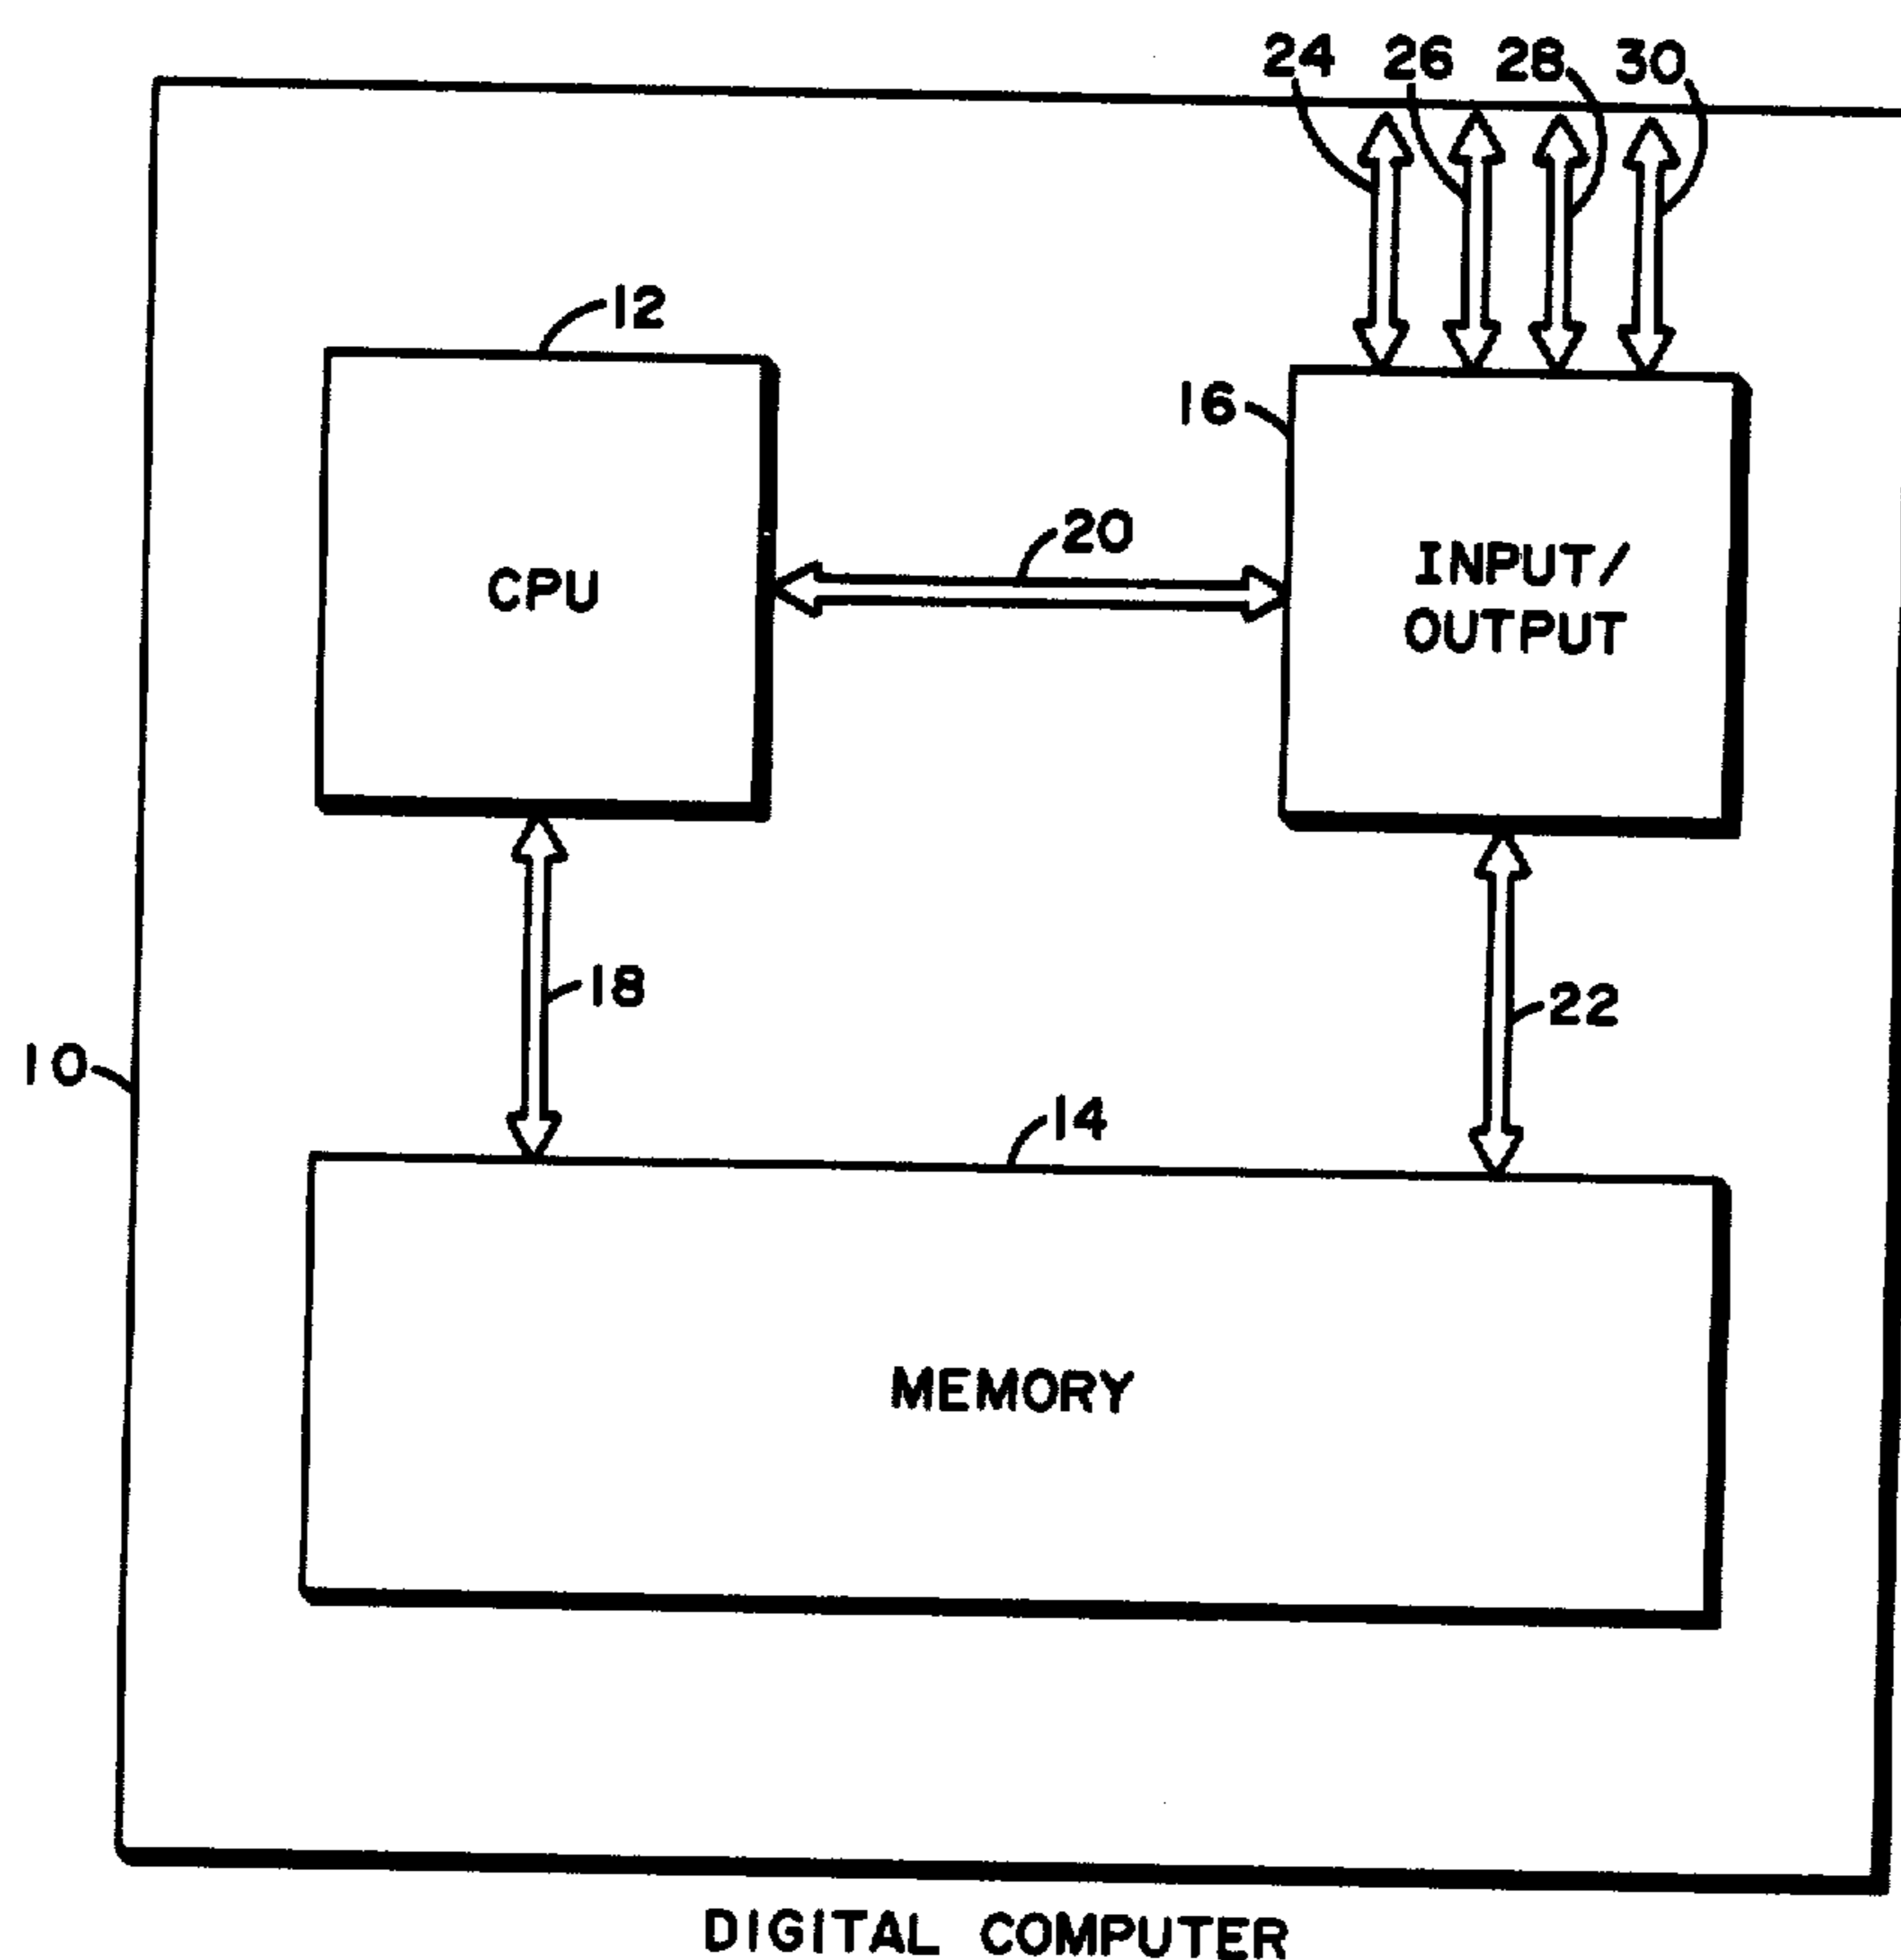 24 26 28 30
12
16
20
CPU
INPUT/
OUTPUT
18
22
10
14
MEMORY
DIGITAL COMPUTER